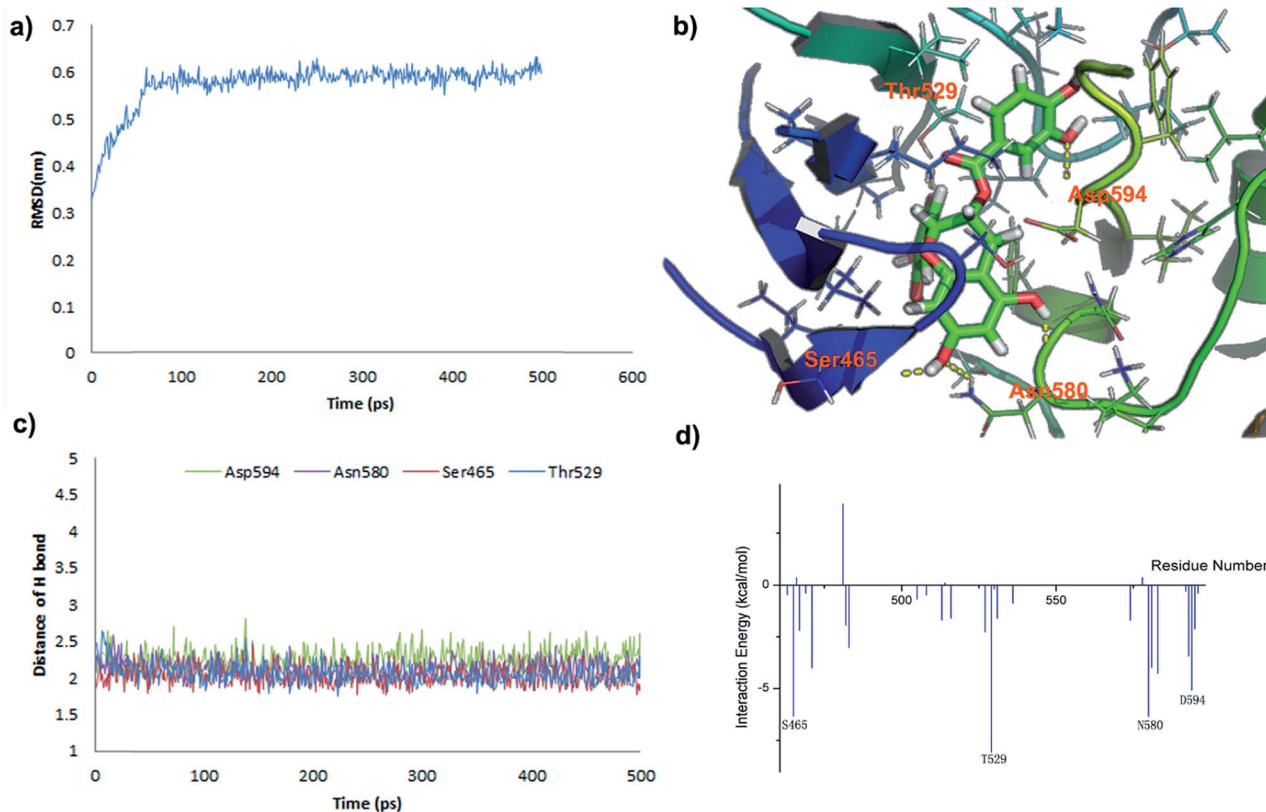 a)
0.7
0.6
0.5
0.4
0.3
0.2
0.1
0
RMSD(nm)
0 100 200 300 400 500 600
Time (ps)
b)
Thr529
Asp594
Ser465
Asn580
c)
5
4.5
4
3.5
3
2.5
2
1.5
1
Distance of H bond
Asp594 Asn580 Ser465 Thr529
0 100 200 300 400 500
Time (ps)
d)
Interaction Energy (kcal/mol)
Residue Number
0
-5
500 550
S465
T529
N580
D594